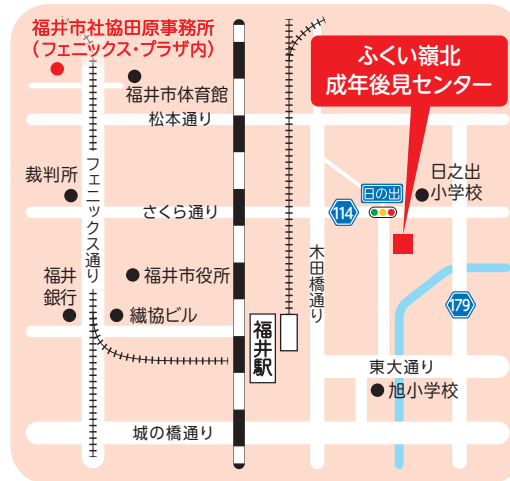 福井市社協田原事務所
(フェニックス・プラザ内)
ふくい嶺北
成年後見センター
福井市体育館
松本通り
裁判所
フェニックス通り
日之出
小学校
日の出
114
さくら通り
木田橋通り
福井
銀行
福井市役所
繊協ビル
福井駅
179
東大通り
旭小学校
城の橋通り